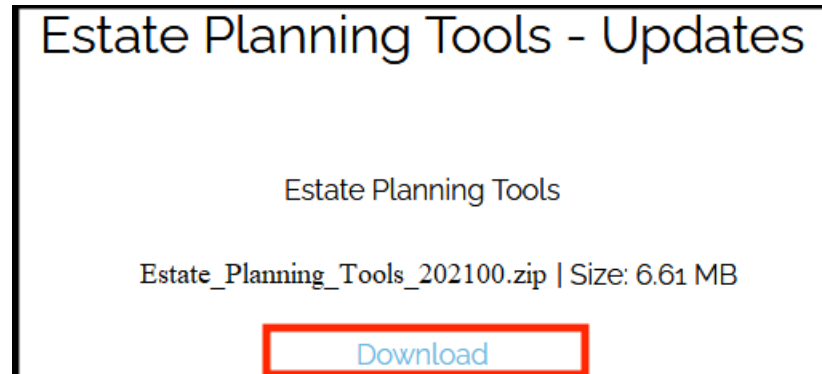 Estate Planning Tools - Updates
Estate Planning Tools
Estate_Planning_Tools_202100.zip | Size: 6.61 MB
Download